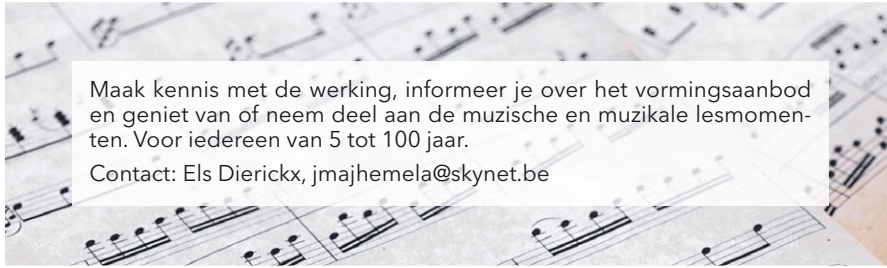 Maak kennis met de werking, informeer je over het vormingsaanbod
en geniet van of neem deel aan de muzische en muzikale lesmomen-
ten. Voor iedereen van 5 tot 100 jaar.
Contact: Els Dierickx, jmajhemela@skynet.be